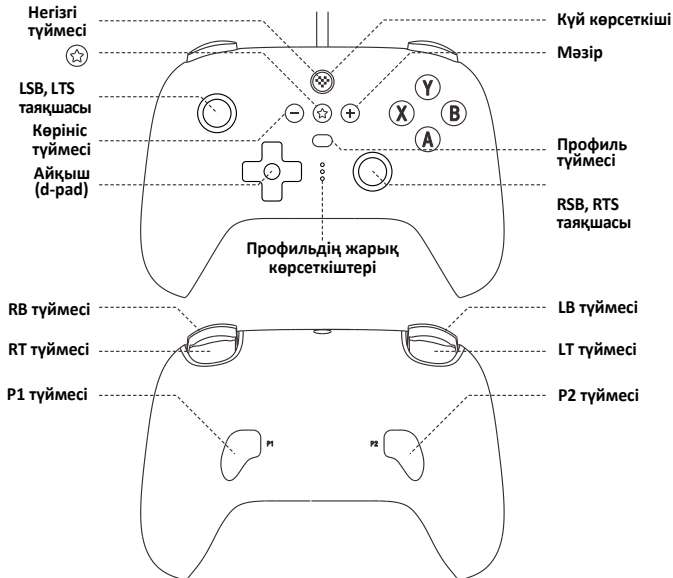 Негізгі
түймесі
LSB, LTS
таяқшасы
Көрініс
түймесі
Айқыш
(d-pad)
Күй көрсеткіші
Мәзір
Y
X
B
A
Профиль
түймесі
RSB, RTS
таяқшасы
Профильдің жарық
көрсеткіштері
RB түймесі
RT түймесі
P1 түймесі
LB түймесі
LT түймесі
P2 түймесі
P1
P2